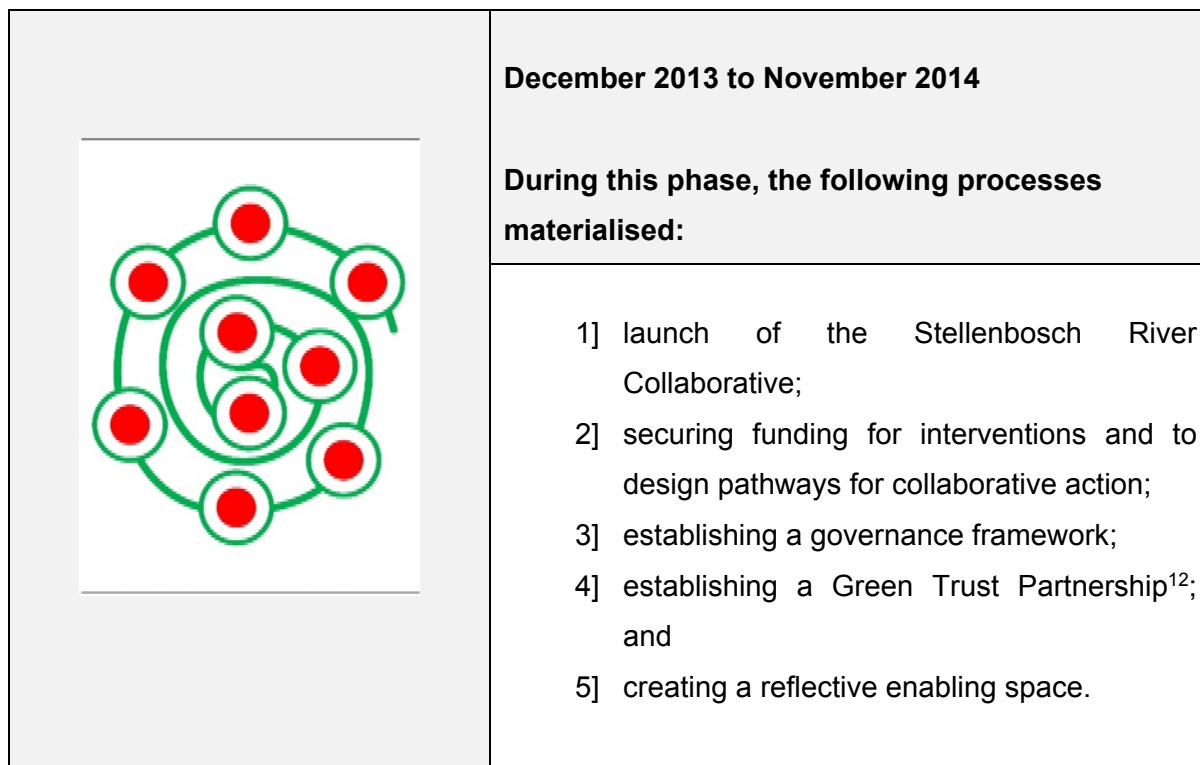 December 2013 to November 2014
During this phase, the following processes
materialised:
1] launch of the Stellenbosch River
Collaborative;
2] securing funding for interventions and to
design pathways for collaborative action;
3] establishing a governance framework;
4] establishing a Green Trust Partnership12;
and
5] creating a reflective enabling space.